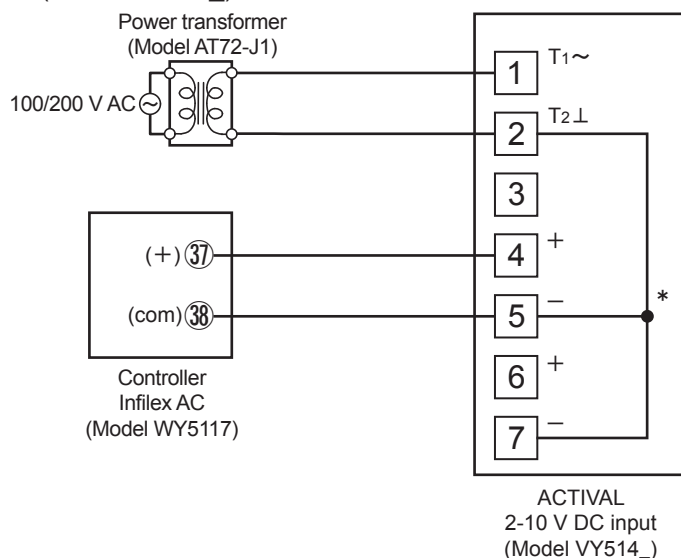 Power transformer
(Model AT72-J1)
100/200 V AC
1 T1~
2 T2⊥
3
4 +
5 −
*
6 +
7 −
(+) 37
(com) 38
Controller
Infilex AC
(Model WY5117)
ACTIVAL
2-10 V DC input
(Model VY514_)